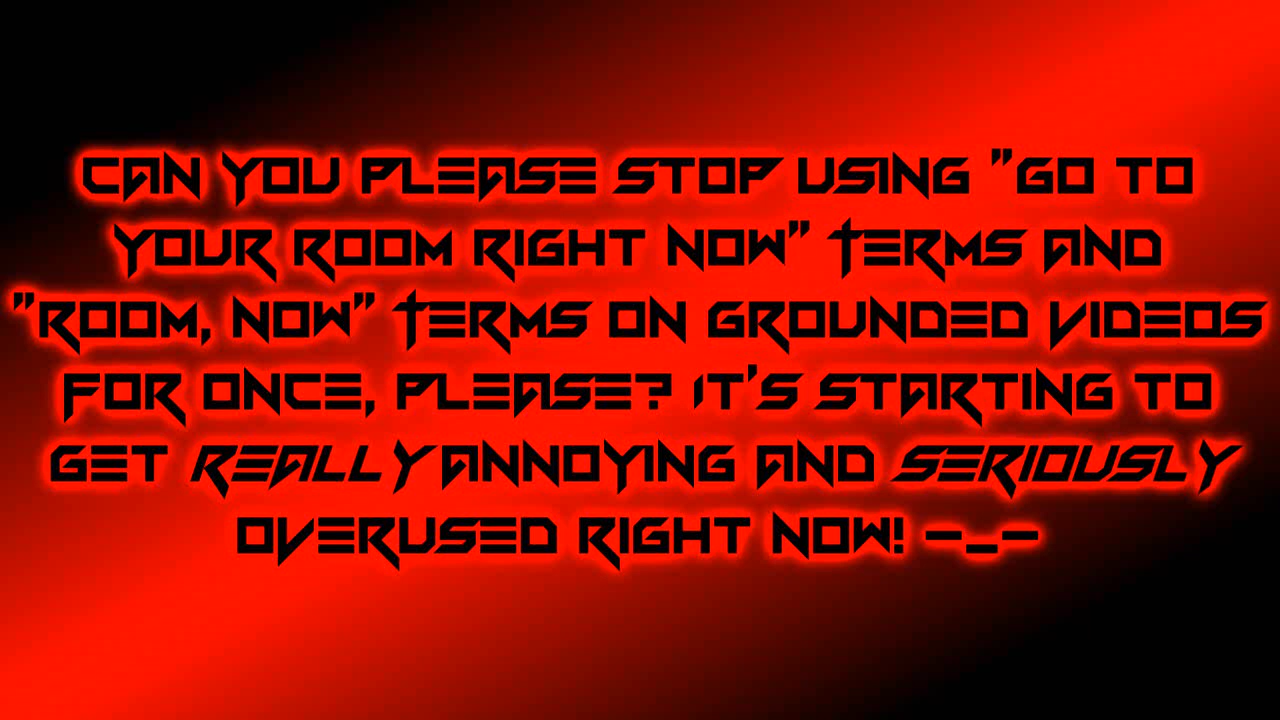 CAN YOU PLEASE STOP USING "GO TO
YOUR ROOM RIGHT NOW" TERMS AND
"ROOM, NOW" TERMS ON GROUNDED VIDEOS
FOR ONCE, PLEASE? IT'S STARTING TO
GET REALLY ANNOYING AND SERIOUSLY
OVERUSED RIGHT NOW! -_-